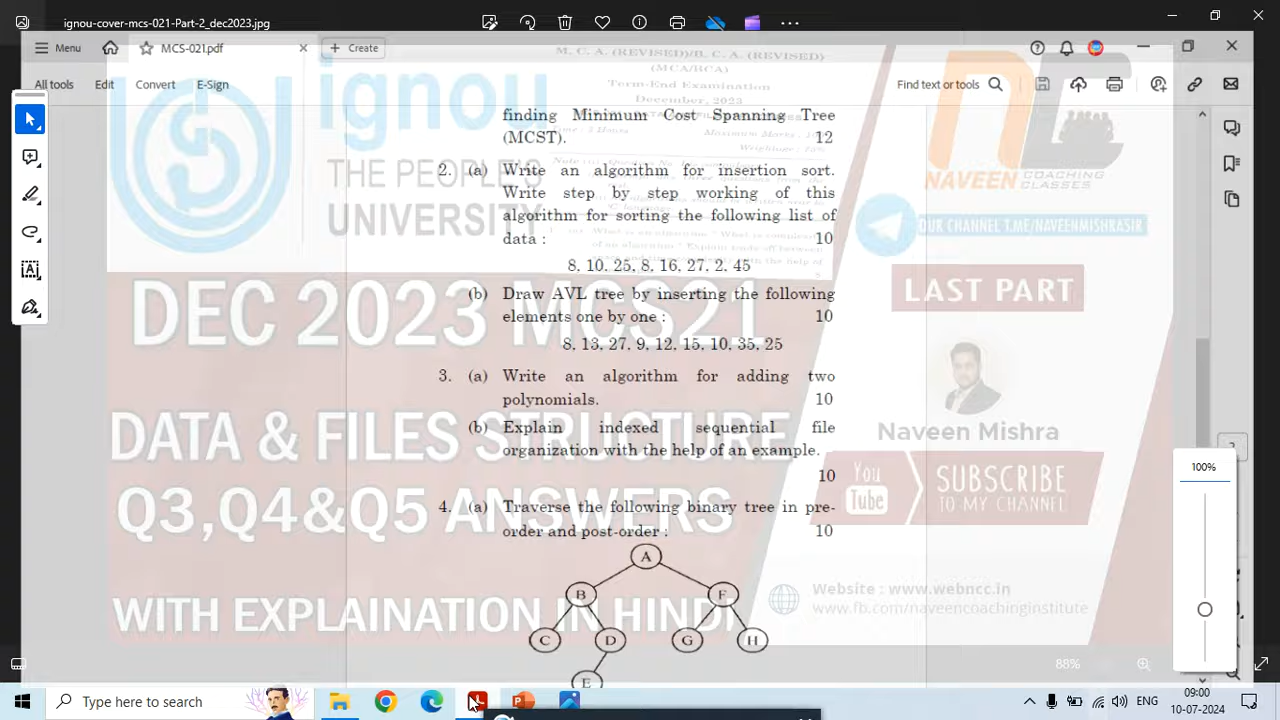 ignou-cover-mcs-021-Part-2_dec2023.jpg
Menu
MCS-021.pdf
Create
All tools
Edit
Convert
E-Sign
Find text or tools
M. C. A. (REVISED)/B. C. A. (REVISED)
(MCA/BCA)
Term-End Examination
December, 2023
ignou
THE PEOPLE'S
UNIVERSITY
finding Minimum Cost Spanning Tree
(MCST). 12
2. (a) Write an algorithm for insertion sort.
Write step by step working of this
algorithm for sorting the following list of
data : 10
8, 10, 25, 8, 16, 27, 2, 45
(b) Draw AVL tree by inserting the following
elements one by one : 10
8, 13, 27, 9, 12, 15, 10, 35, 25
3. (a) Write an algorithm for adding two
polynomials. 10
(b) Explain indexed sequential file
organization with the help of an example.
10
4. (a) Traverse the following binary tree in pre-
order and post-order : 10
A
B F
C D G H
E
DEC 2023 MCS21
DATA & FILES STRUCTURE
Q3,Q4&Q5 ANSWERS
WITH EXPLAINATION IN HINDI
NAVEEN COACHING
CLASSES
OUR CHANNEL T.ME/NAVEENMISHRASIR
LAST PART
Naveen Mishra
You
Tube
SUBSCRIBE
TO MY CHANNEL
Website : www.webncc.in
www.fb.com/naveencoachinginstitute
100%
88%
Type here to search
ENG
09:00
10-07-2024